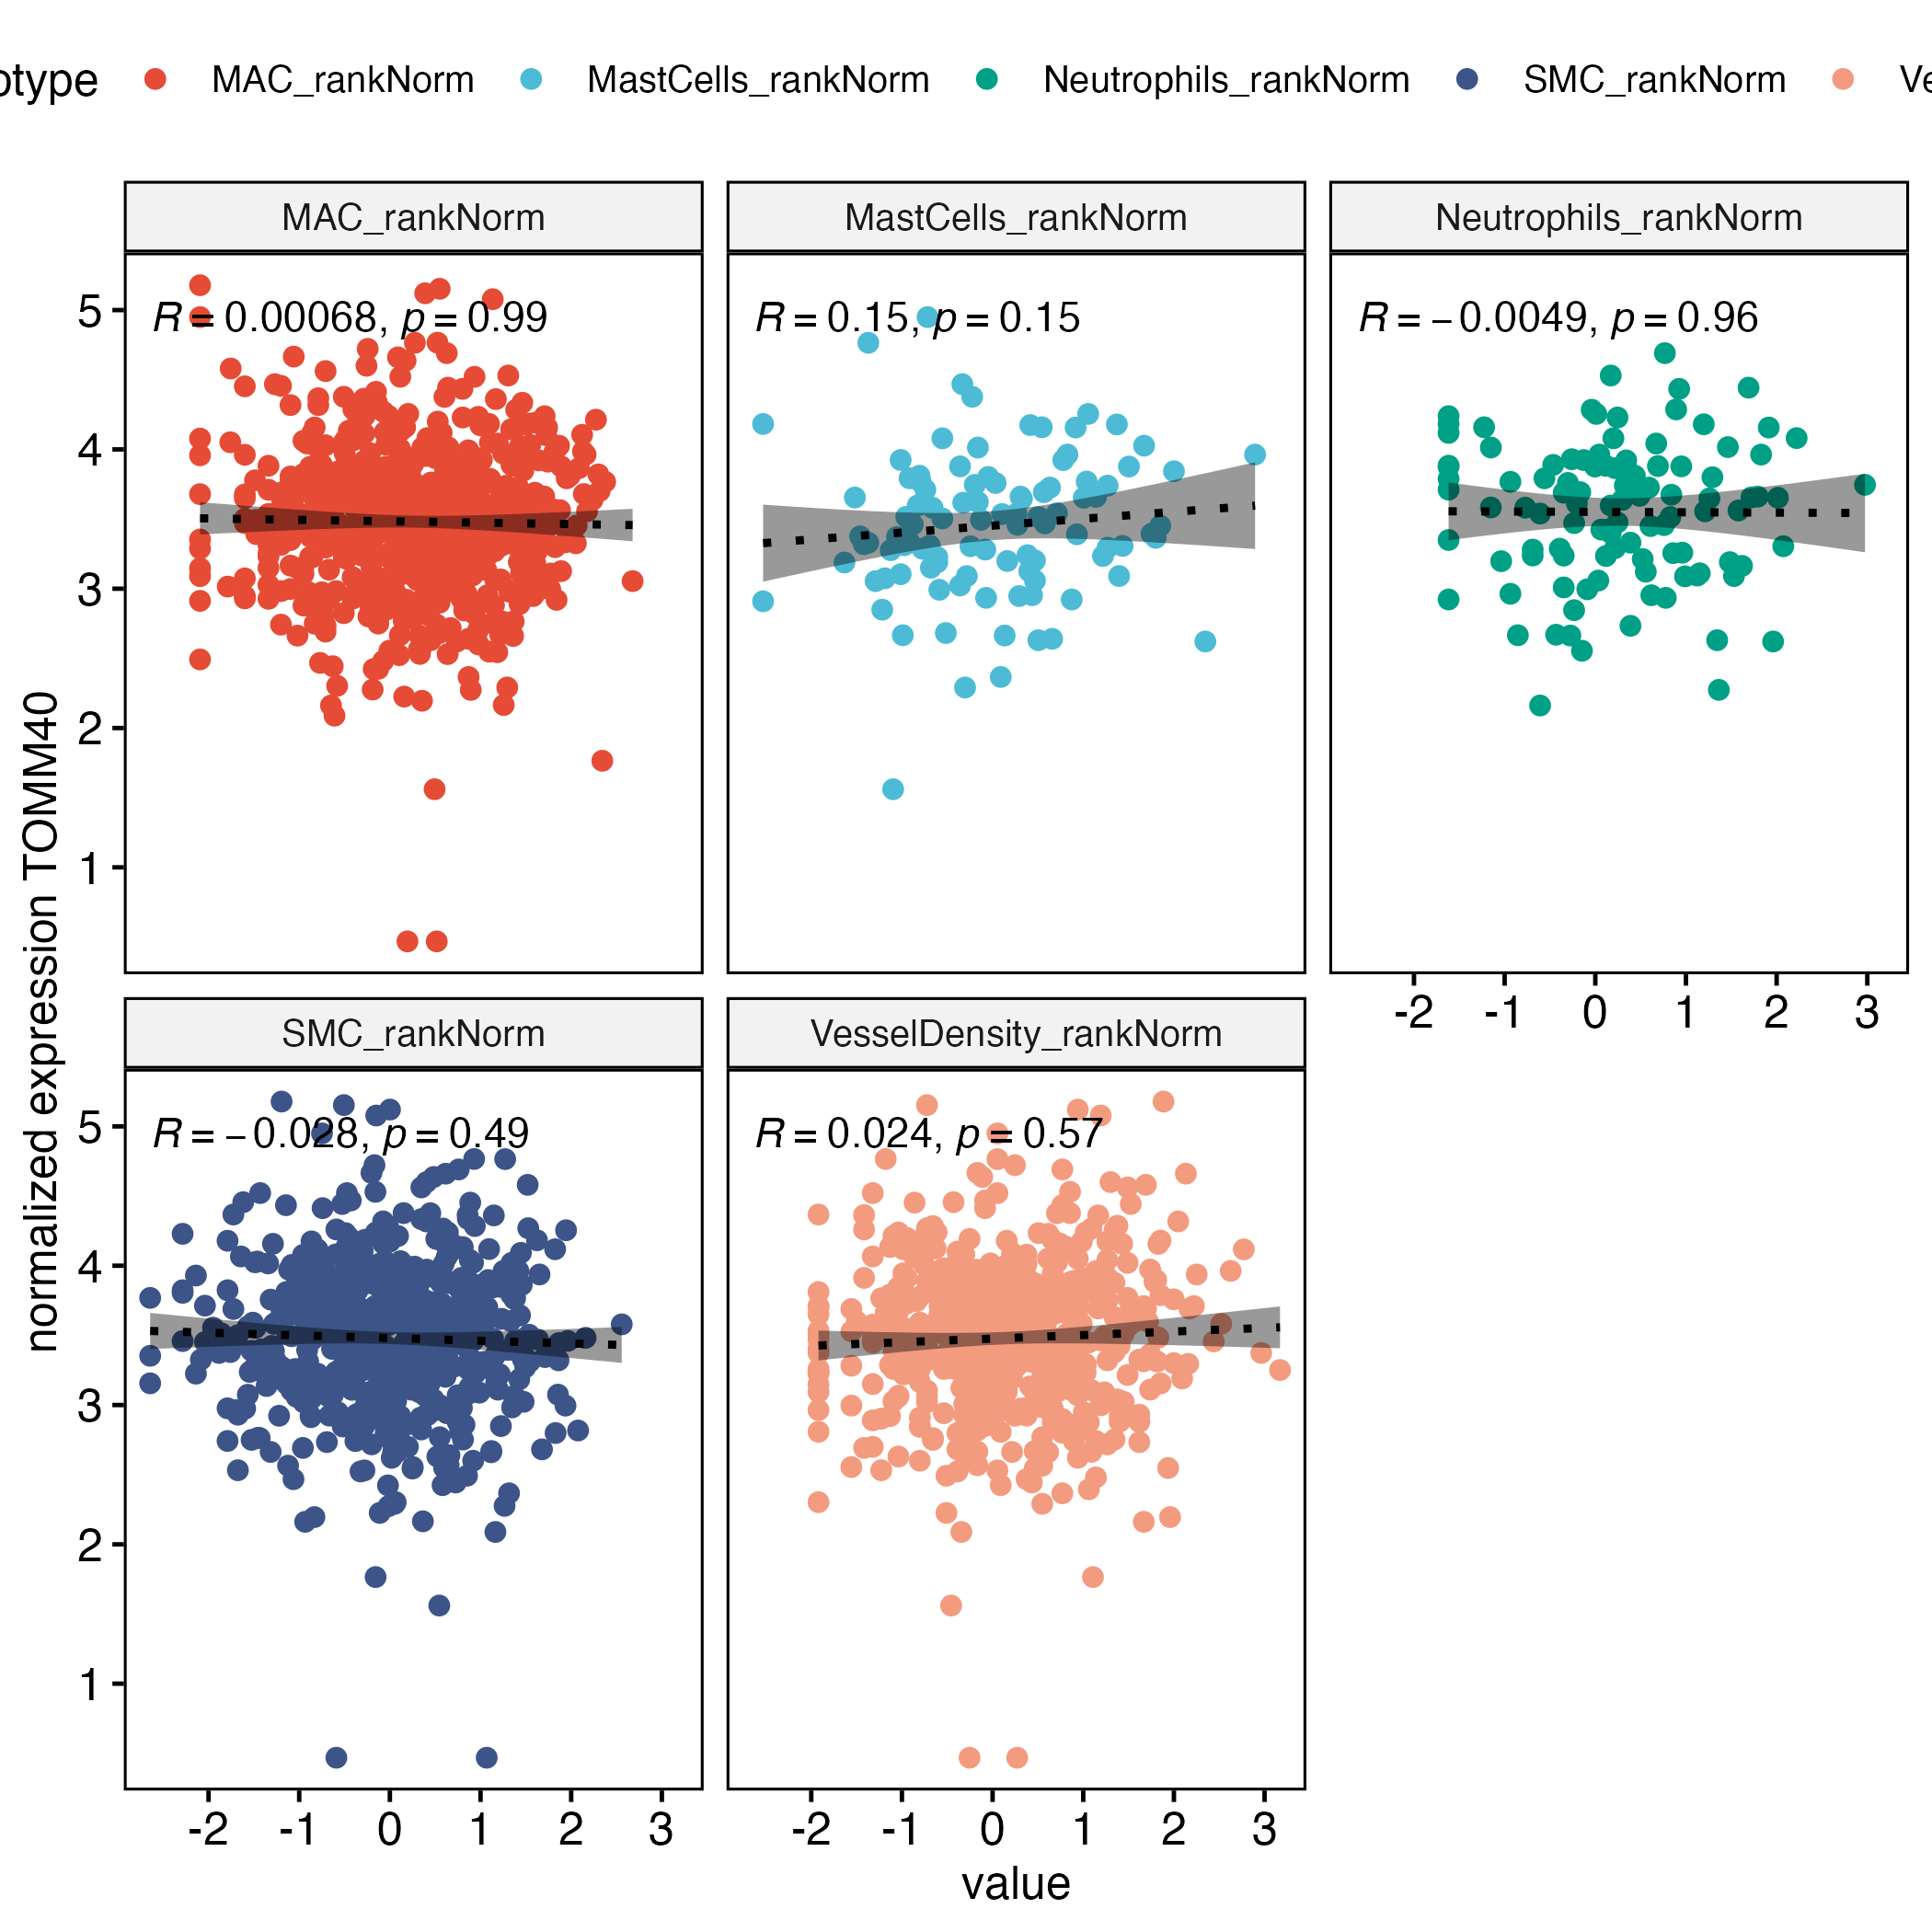 otype MAC_rankNorm MastCells_rankNorm Neutrophils_rankNorm SMC_rankNorm Ve
MAC_rankNorm MastCells_rankNorm Neutrophils_rankNorm
R = 0.00068, p = 0.99
R = 0.15, p = 0.15
R = −0.0049, p = 0.96
5
4
3
2
1
-2 -1 0 1 2 3
normalized expression TOMM40
SMC_rankNorm VesselDensity_rankNorm
R = −0.028, p = 0.49
R = 0.024, p = 0.57
5
4
3
2
1
-2 -1 0 1 2 3
-2 -1 0 1 2 3
value